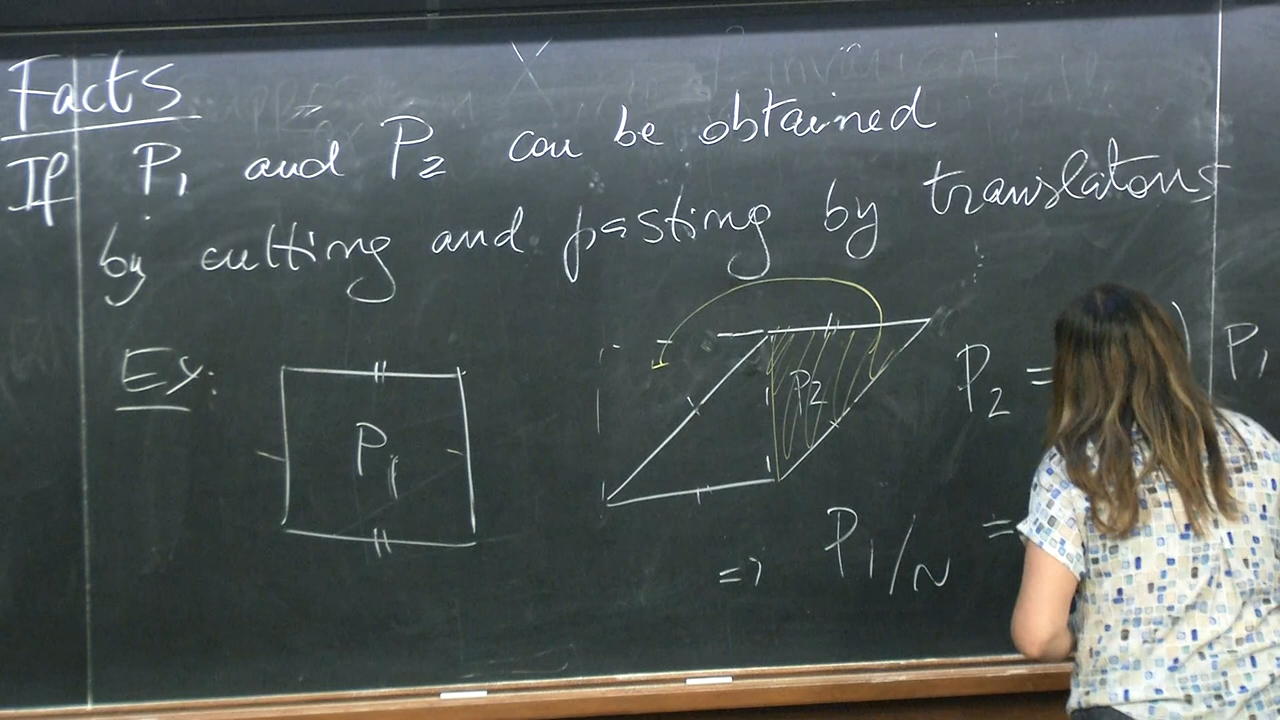 Facts
If P₁ and P₂ can be obtained
by cutting and pasting by translatons
Ex:
P₁
P₂
P₂ =
) P₁
=> P₁/~ =